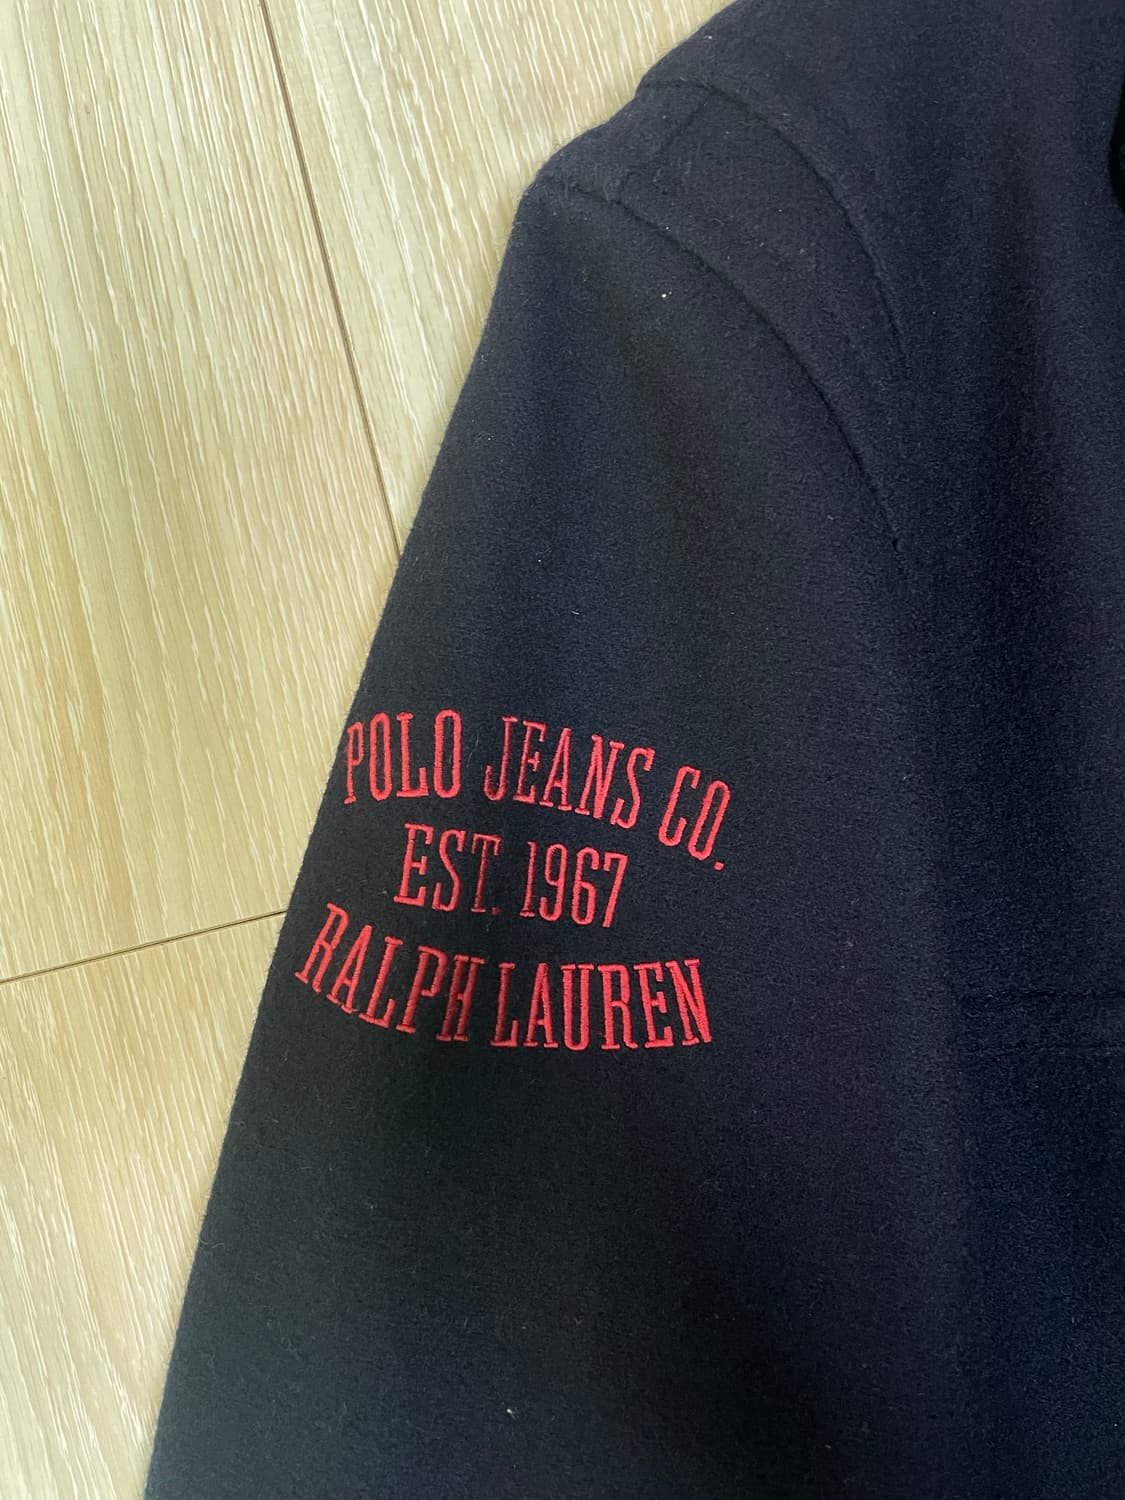 POLO JEANS CO.
EST. 1967
RALPH LAUREN